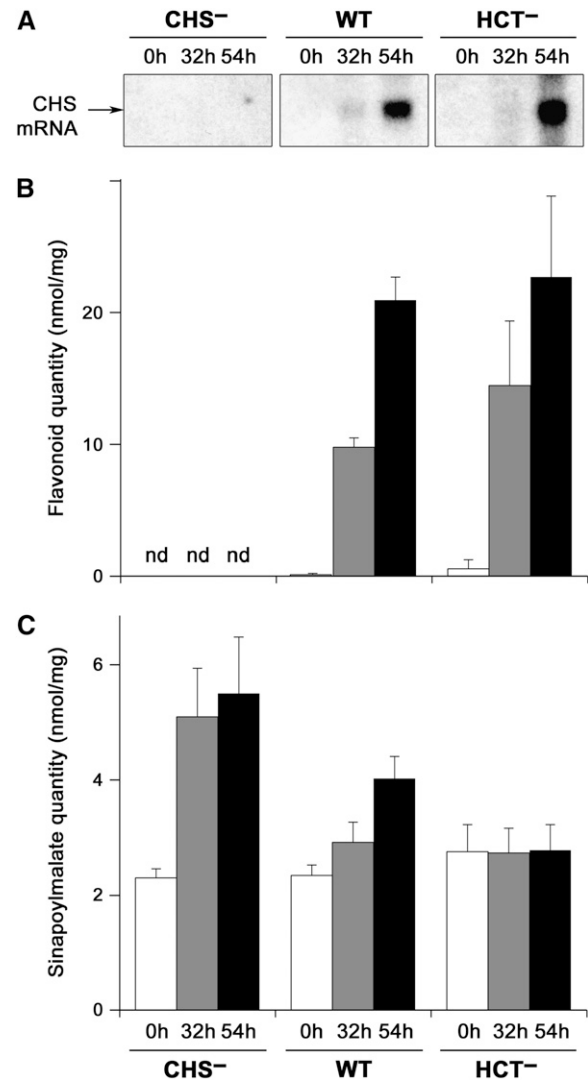 A
CHS– WT HCT–
0h 32h 54h 0h 32h 54h 0h 32h 54h
CHS
mRNA
B
Flavonoid quantity (nmol/mg)
20
10
nd nd nd
0
C
Sinapoylmalate quantity (nmol/mg)
6
4
2
0
0h 32h 54h 0h 32h 54h 0h 32h 54h
CHS– WT HCT–